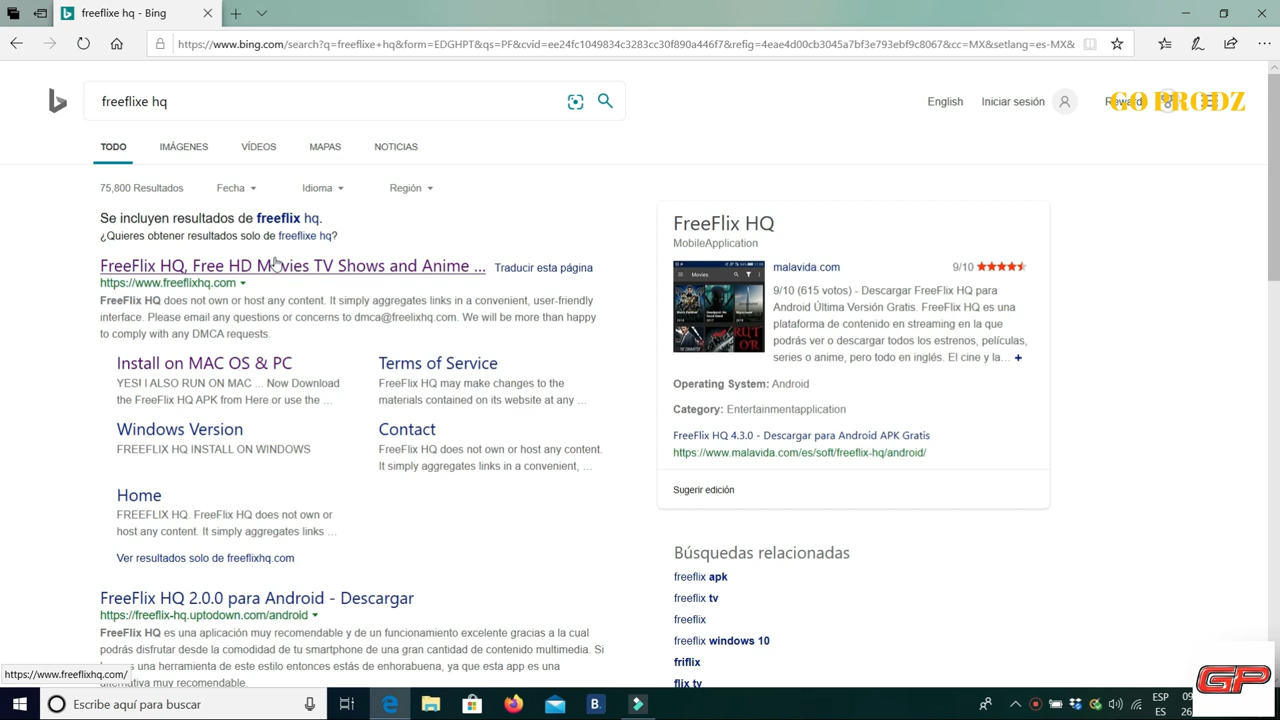 freeflixe hq - Bing
https://www.bing.com/search?q=freeflixe+hq&form=EDGHPT&qs=PF&cvid=ee24fc1049834c3283cc30f890a446f7&refig=4eae4d00cb3045a7bf3e793ebf9c8067&cc=MX&setlang=es-MX&
freeflixe hq
English
Iniciar sesión
GO PRODZ
TODO
IMÁGENES
VÍDEOS
MAPAS
NOTICIAS
75,800 Resultados
Fecha
Idioma
Región
Se incluyen resultados de freeflix hq.
¿Quieres obtener resultados solo de freeflixe hq?
FreeFlix HQ, Free HD Movies TV Shows and Anime ... Traducir esta página
https://www.freeflixhq.com
FreeFlix HQ does not own or host any content. It simply aggregates links in a convenient, user-friendly
interface. Please email any questions or concerns to dmca@freelixhq.com. We will be more than happy
to comply with any DMCA requests.
Install on MAC OS & PC
YES! I ALSO RUN ON MAC ... Now Download
the FreeFlix HQ APK from Here or use the ...
Terms of Service
FreeFlix HQ may make changes to the
materials contained on its website at any ...
Windows Version
FREEFLIX HQ INSTALL ON WINDOWS
Contact
FreeFlix HQ does not own or host any content.
It simply aggregates links in a convenient, ...
Home
FREEFLIX HQ. FreeFlix HQ does not own or
host any content. It simply aggregates links ...
Ver resultados solo de freeflixhq.com
FreeFlix HQ 2.0.0 para Android - Descargar
https://freeflix-hq.uptodown.com/android
FreeFlix HQ es una aplicación muy recomendable y de un funcionamiento excelente gracias a la cual
podrás disfrutar desde la comodidad de tu smartphone de una gran cantidad de contenido multimedia. Si
una herramienta de este estilo entonces estás de enhorabuena, ya que esta app es una
alternativa muy recomendable.
https://www.freeflixhq.com/
FreeFlix HQ
MobileApplication
Movies
malavida.com
9/10
9/10 (615 votos) - Descargar FreeFlix HQ para
Android Última Versión Gratis. FreeFlix HQ es una
plataforma de contenido en streaming en la que
podrás ver o descargar todos los estrenos, películas,
series o anime, pero todo en inglés. El cine y la... +
Operating System: Android
Category: Entertainmentapplication
FreeFlix HQ 4.3.0 - Descargar para Android APK Gratis
https://www.malavida.com/es/soft/freeflix-hq/android/
Sugerir edición
Búsquedas relacionadas
freeflix apk
freeflix tv
freeflix
freeflix windows 10
friflix
flix tv
Escribe aquí para buscar
ESP
ES
GP